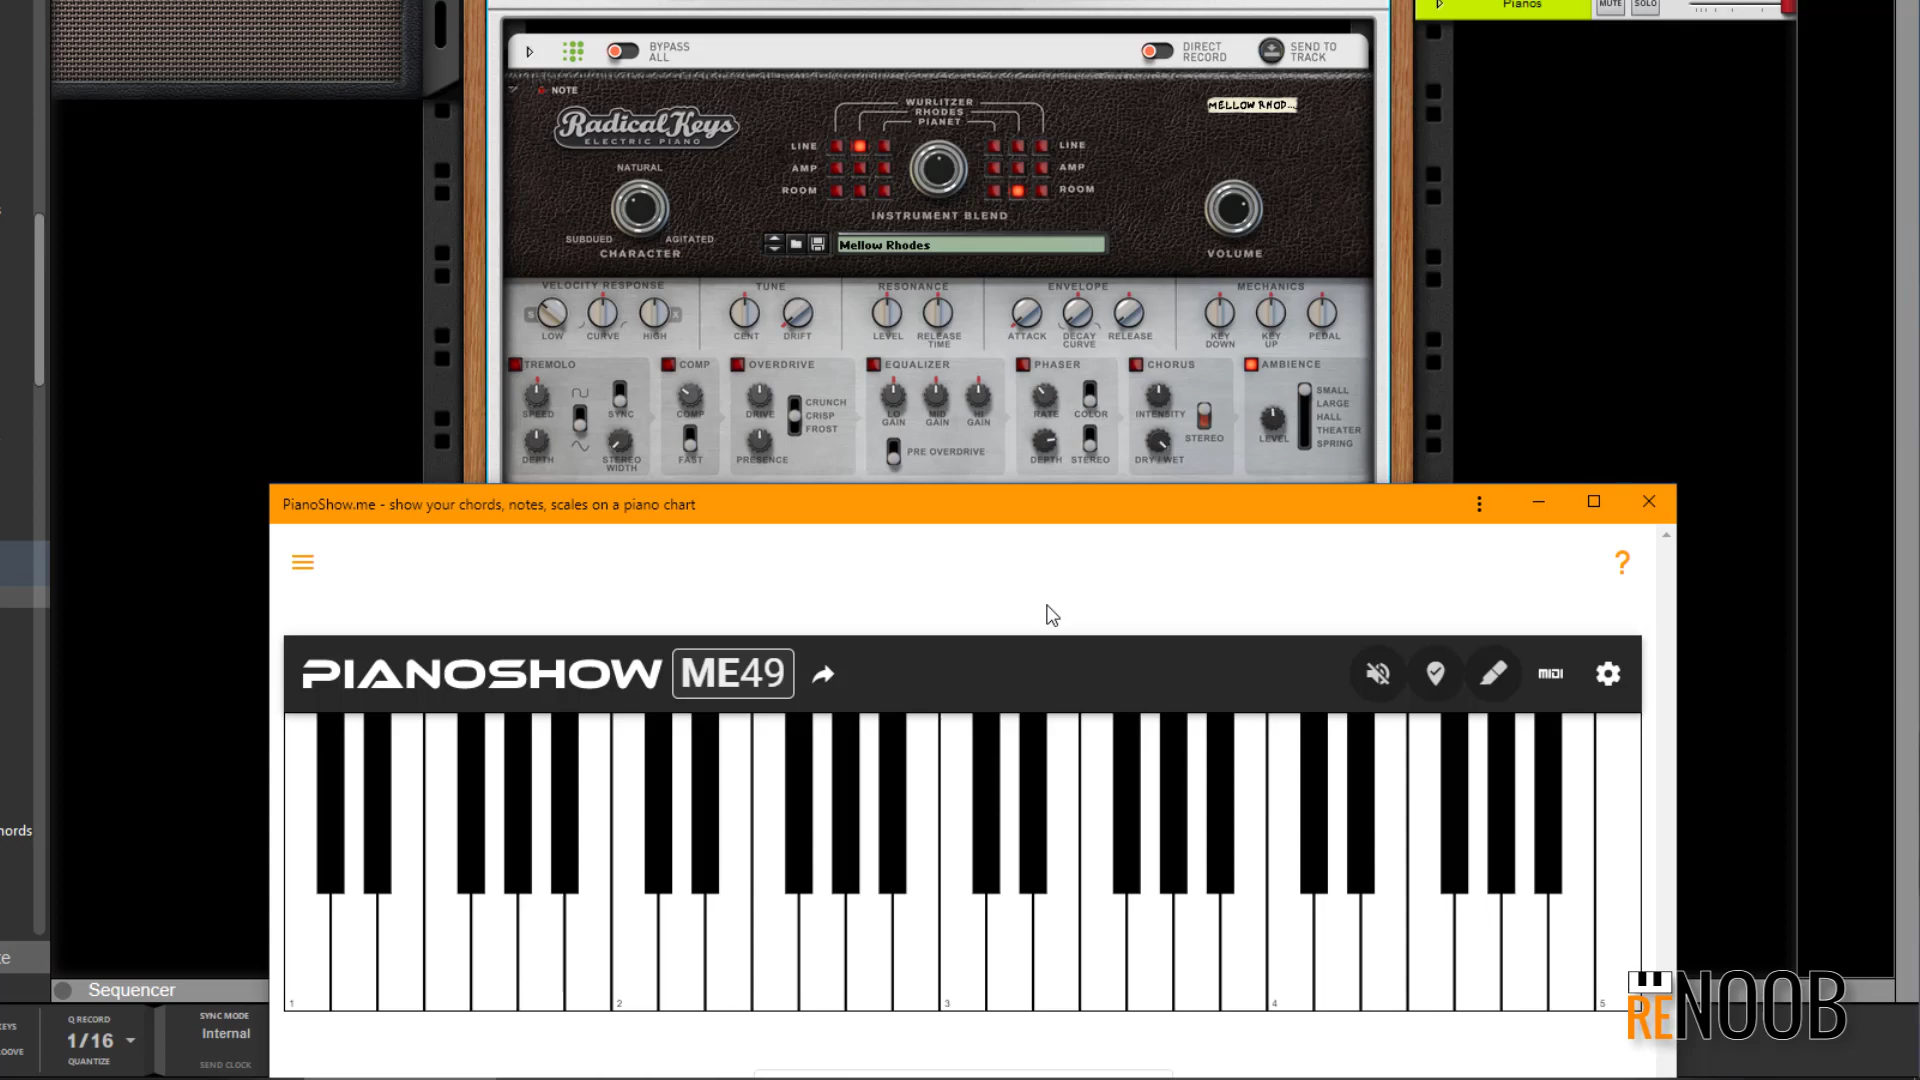 Pianos
MUTE
SOLO
BYPASS
ALL
DIRECT
RECORD
SEND TO
TRACK
NOTE
RadicalKeys
ELECTRIC PIANO
WURLITZER
RHODES
PIANET
MELLOW RHOD...
LINE
LINE
AMP
AMP
ROOM
ROOM
NATURAL
SUBDUED
AGITATED
CHARACTER
INSTRUMENT BLEND
Mellow Rhodes
VOLUME
VELOCITY RESPONSE
TUNE
RESONANCE
ENVELOPE
MECHANICS
S
X
LOW
CURVE
HIGH
CENT
DRIFT
LEVEL
RELEASE
TIME
ATTACK
DECAY
CURVE
RELEASE
KEY
DOWN
KEY
UP
PEDAL
TREMOLO
COMP
OVERDRIVE
EQUALIZER
PHASER
CHORUS
AMBIENCE
SPEED
SYNC
COMP
DRIVE
CRUNCH
CRISP
FROST
LO
GAIN
MID
GAIN
HI
GAIN
RATE
COLOR
INTENSITY
STEREO
SMALL
LARGE
HALL
THEATER
SPRING
LEVEL
DEPTH
STEREO
WIDTH
FAST
PRESENCE
PRE OVERDRIVE
DEPTH
STEREO
DRY / WET
PianoShow.me - show your chords, notes, scales on a piano chart
?
PIANOSHOW ME49
MIDI
1
2
3
4
5
hords
te
Sequencer
KEYS
OOVE
Q RECORD
1/16
QUANTIZE
SYNC MODE
Internal
SEND CLOCK
RENOOB